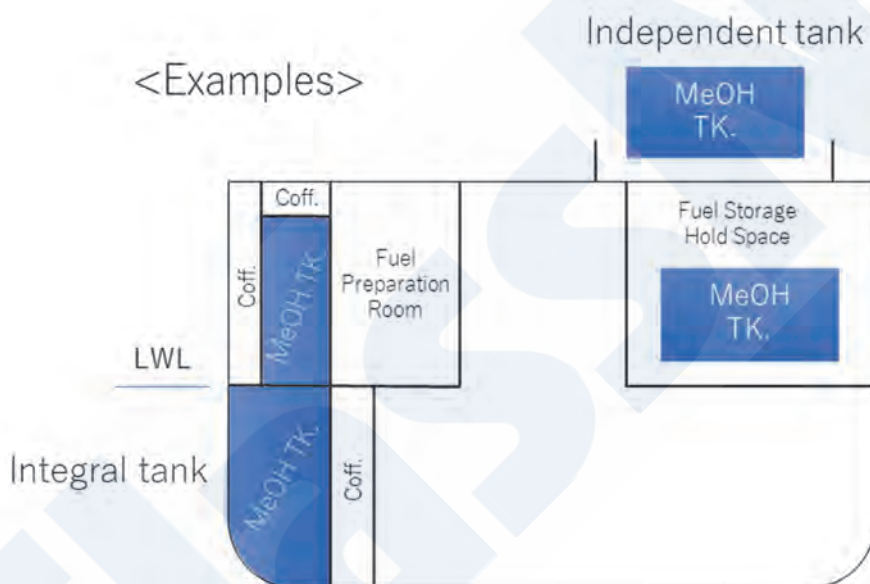 Independent tank
<Examples>
MeOH
TK.
Coff.
Coff.
MeOH TK.
Fuel
Preparation
Room
Fuel Storage
Hold Space
MeOH
TK.
LWL
Integral tank
MeOH TK.
Coff.